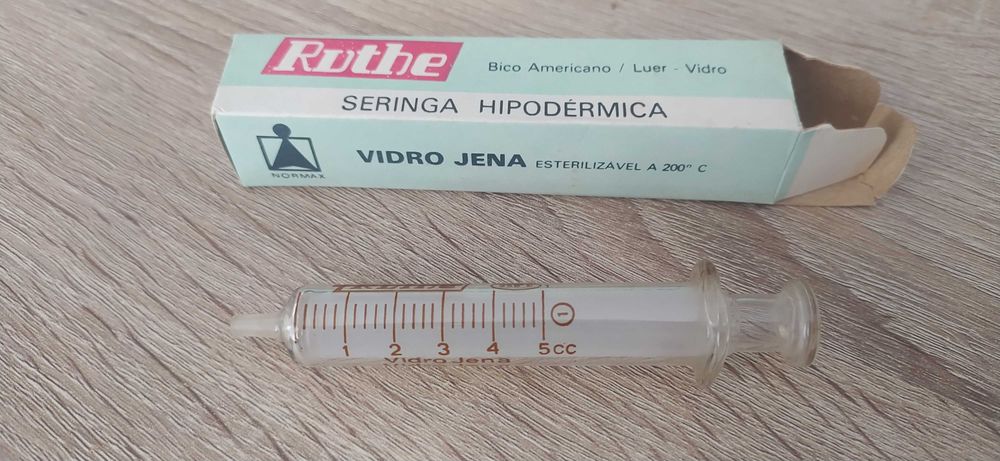 Ruthe
Bico Americano / Luer - Vidro
SERINGA HIPODÉRMICA
NORMAX
VIDRO JENA ESTERILIZÁVEL A 200° C
1 2 3 4 5CC 1
Vidro Jena